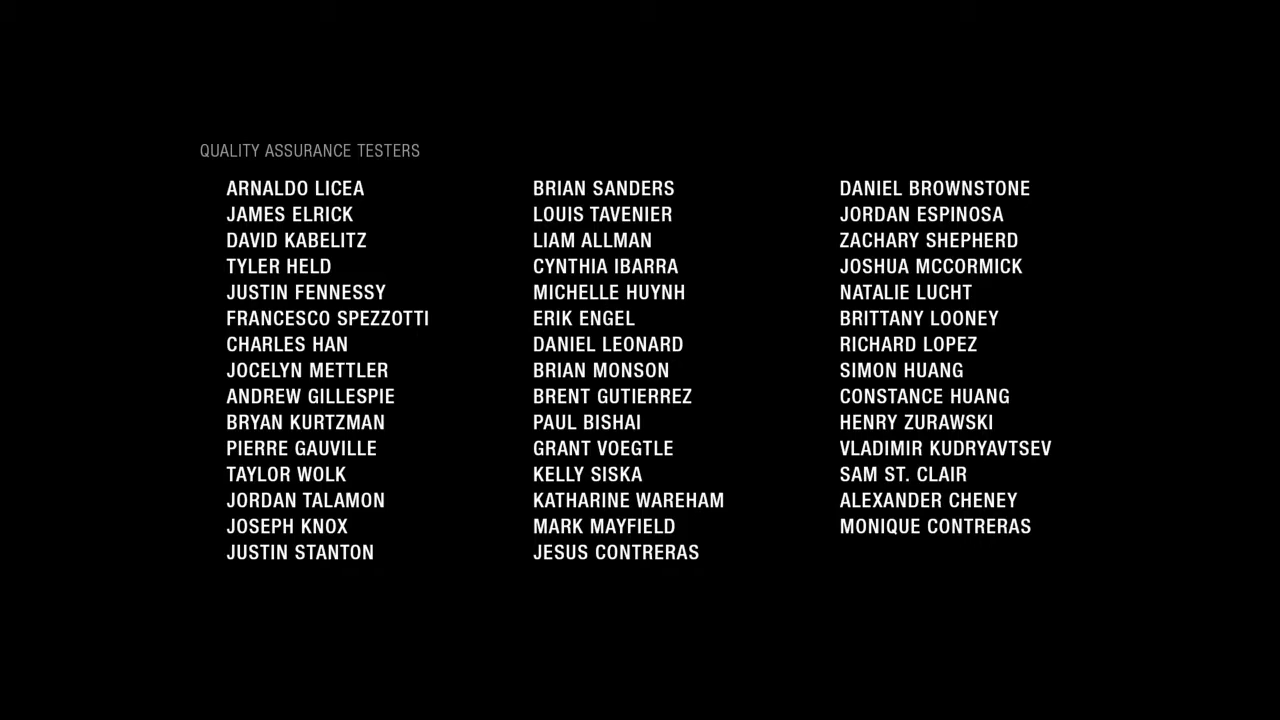 QUALITY ASSURANCE TESTERS
ARNALDO LICEA
JAMES ELRICK
DAVID KABELITZ
TYLER HELD
JUSTIN FENNESSY
FRANCESCO SPEZZOTTI
CHARLES HAN
JOCELYN METTLER
ANDREW GILLESPIE
BRYAN KURTZMAN
PIERRE GAUVILLE
TAYLOR WOLK
JORDAN TALAMON
JOSEPH KNOX
JUSTIN STANTON
BRIAN SANDERS
LOUIS TAVENIER
LIAM ALLMAN
CYNTHIA IBARRA
MICHELLE HUYNH
ERIK ENGEL
DANIEL LEONARD
BRIAN MONSON
BRENT GUTIERREZ
PAUL BISHAI
GRANT VOEGTLE
KELLY SISKA
KATHARINE WAREHAM
MARK MAYFIELD
JESUS CONTRERAS
DANIEL BROWNSTONE
JORDAN ESPINOSA
ZACHARY SHEPHERD
JOSHUA MCCORMICK
NATALIE LUCHT
BRITTANY LOONEY
RICHARD LOPEZ
SIMON HUANG
CONSTANCE HUANG
HENRY ZURAWSKI
VLADIMIR KUDRYAVTSEV
SAM ST. CLAIR
ALEXANDER CHENEY
MONIQUE CONTRERAS